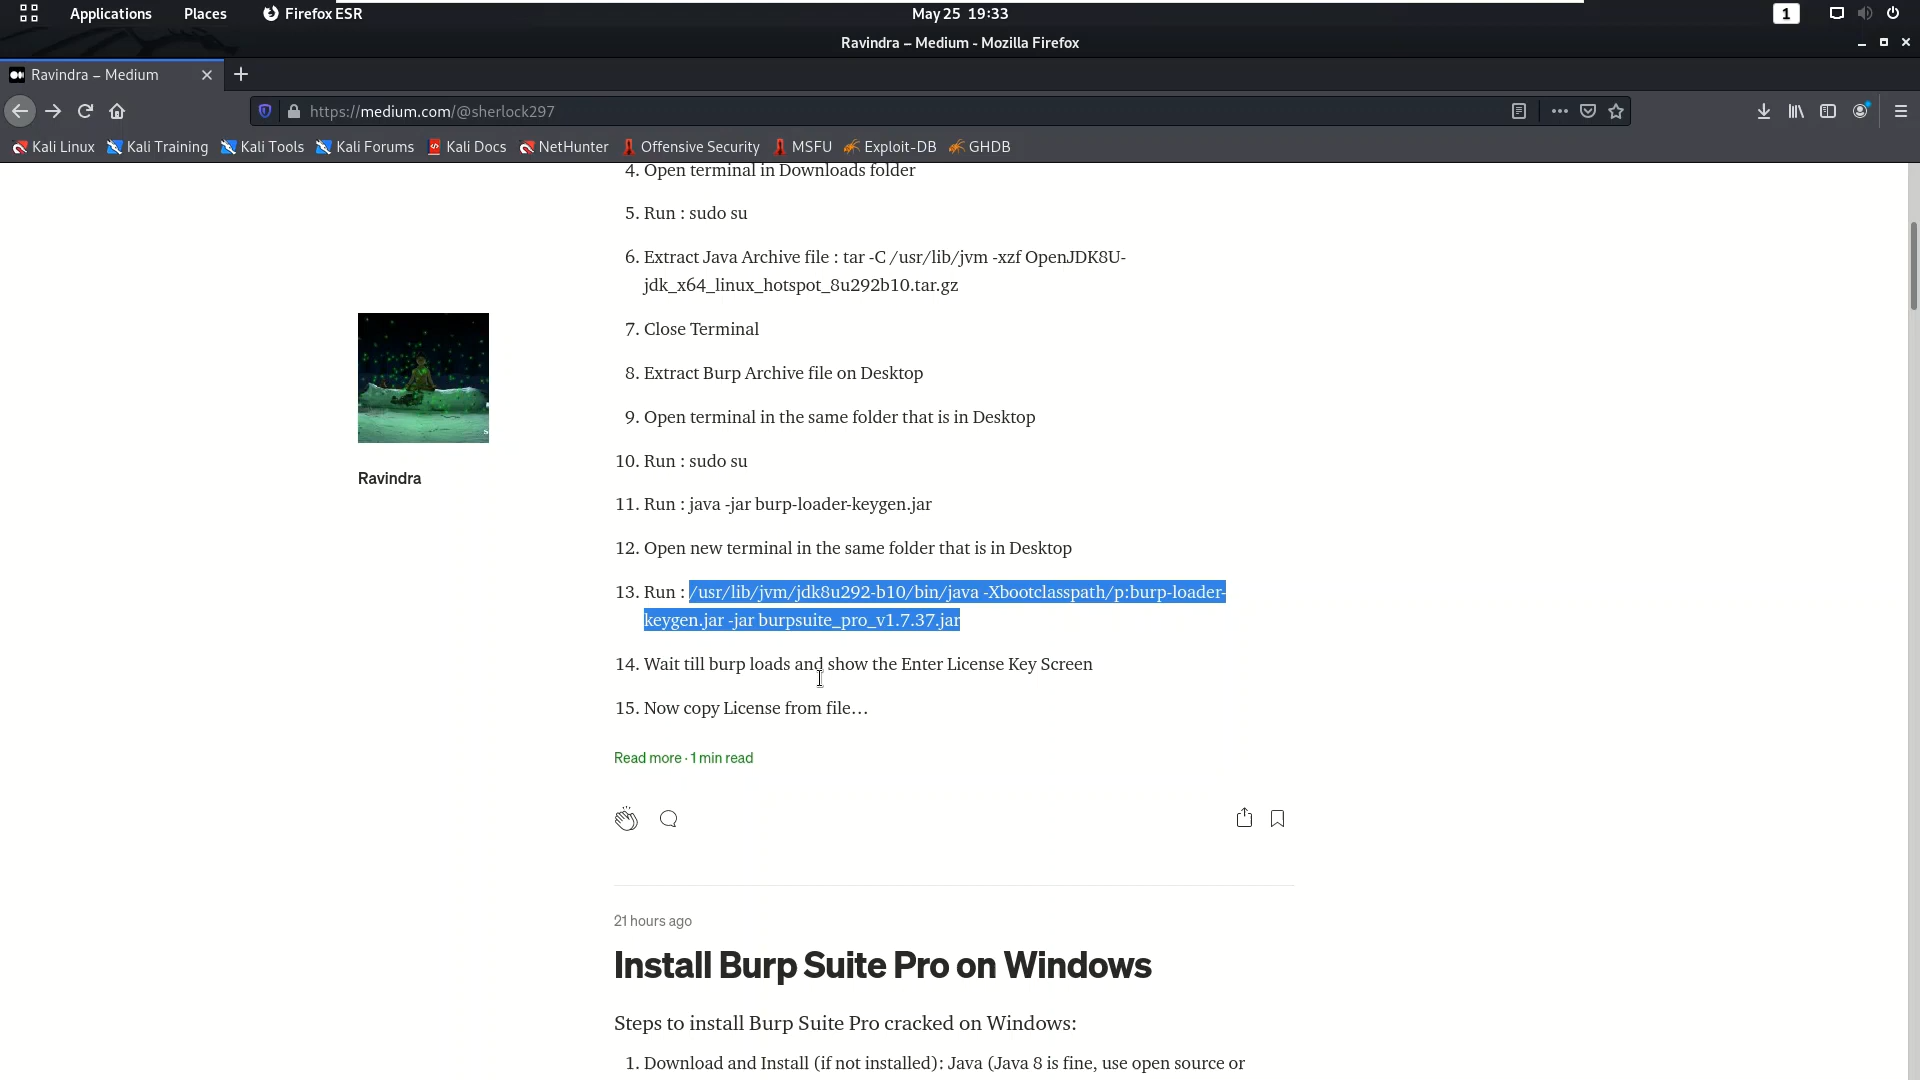 Applications Places Firefox ESR May 25 19:33 1
Ravindra – Medium - Mozilla Firefox
Ravindra – Medium
https://medium.com/@sherlock297
Kali Linux Kali Training Kali Tools Kali Forums Kali Docs NetHunter Offensive Security MSFU Exploit-DB GHDB
4. Open terminal in Downloads folder
5. Run : sudo su
6. Extract Java Archive file : tar -C /usr/lib/jvm -xzf OpenJDK8U-
jdk_x64_linux_hotspot_8u292b10.tar.gz
7. Close Terminal
8. Extract Burp Archive file on Desktop
9. Open terminal in the same folder that is in Desktop
Ravindra
10. Run : sudo su
11. Run : java -jar burp-loader-keygen.jar
12. Open new terminal in the same folder that is in Desktop
13. Run : /usr/lib/jvm/jdk8u292-b10/bin/java -Xbootclasspath/p:burp-loader-
keygen.jar -jar burpsuite_pro_v1.7.37.jar
14. Wait till burp loads and show the Enter License Key Screen
15. Now copy License from file…
Read more · 1 min read
21 hours ago
Install Burp Suite Pro on Windows
Steps to install Burp Suite Pro cracked on Windows:
1. Download and Install (if not installed): Java (Java 8 is fine, use open source or